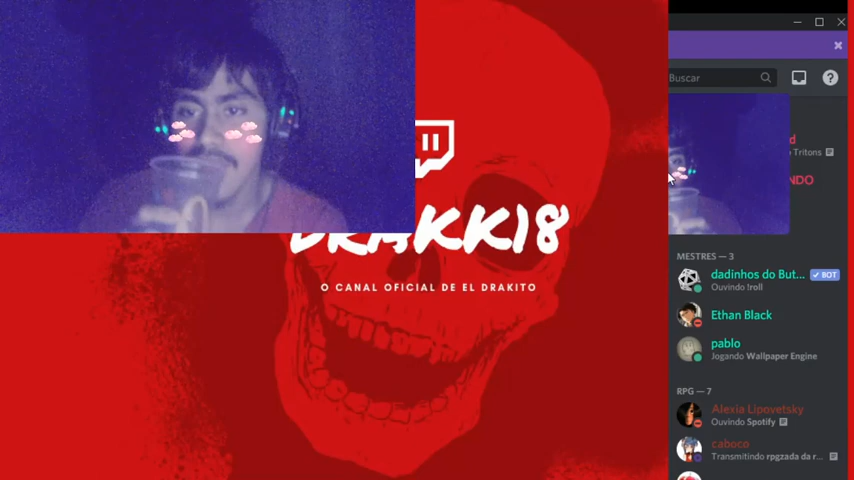 Buscar
d
o Tritons
NDO
DRAKK18
O CANAL OFICIAL DE EL DRAKITO
MESTRES — 3
dadinhos do But... BOT
Ouvindo !roll
Ethan Black
pablo
Jogando Wallpaper Engine
RPG — 7
Alexia Lipovetsky
Ouvindo Spotify
caboco
Transmitindo rpgzada da r...